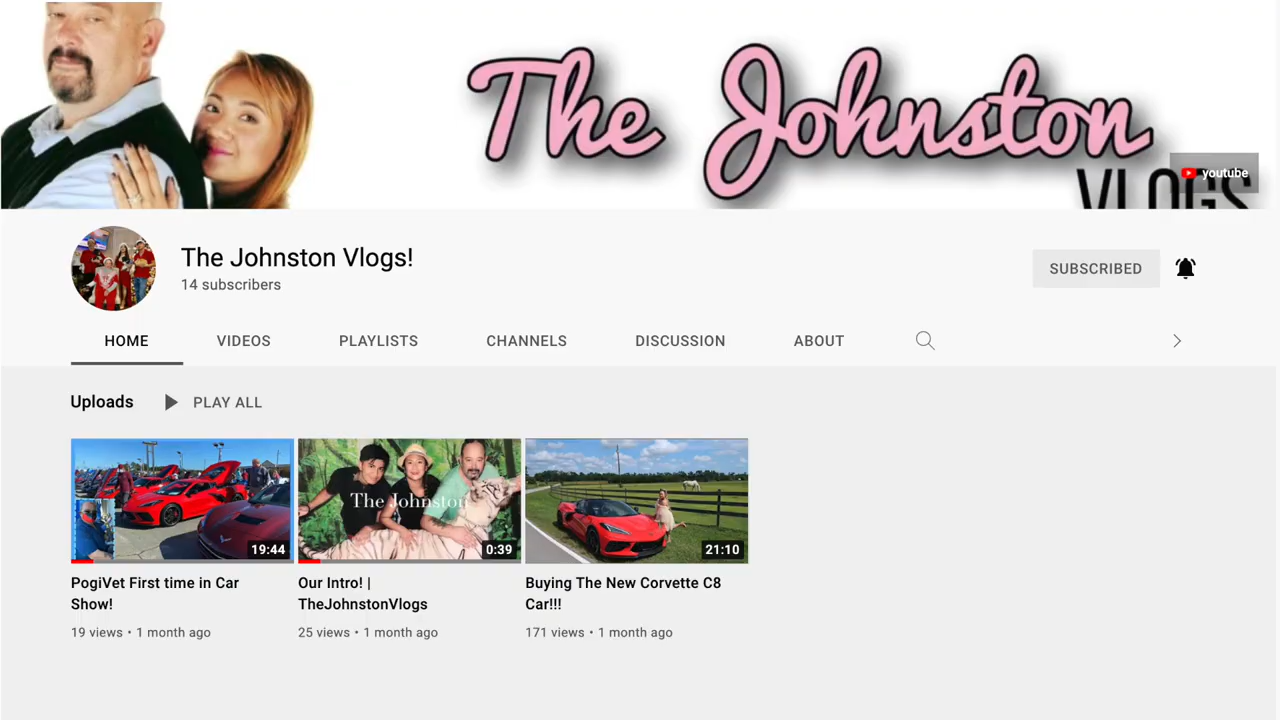 The Johnston
VLOGS
youtube
The Johnston Vlogs!
14 subscribers
SUBSCRIBED
HOME VIDEOS PLAYLISTS CHANNELS DISCUSSION ABOUT
Uploads PLAY ALL
The Johnston
19:44 0:39 21:10
PogiVet First time in Car
Show!
19 views • 1 month ago
Our Intro! |
TheJohnstonVlogs
25 views • 1 month ago
Buying The New Corvette C8
Car!!!
171 views • 1 month ago